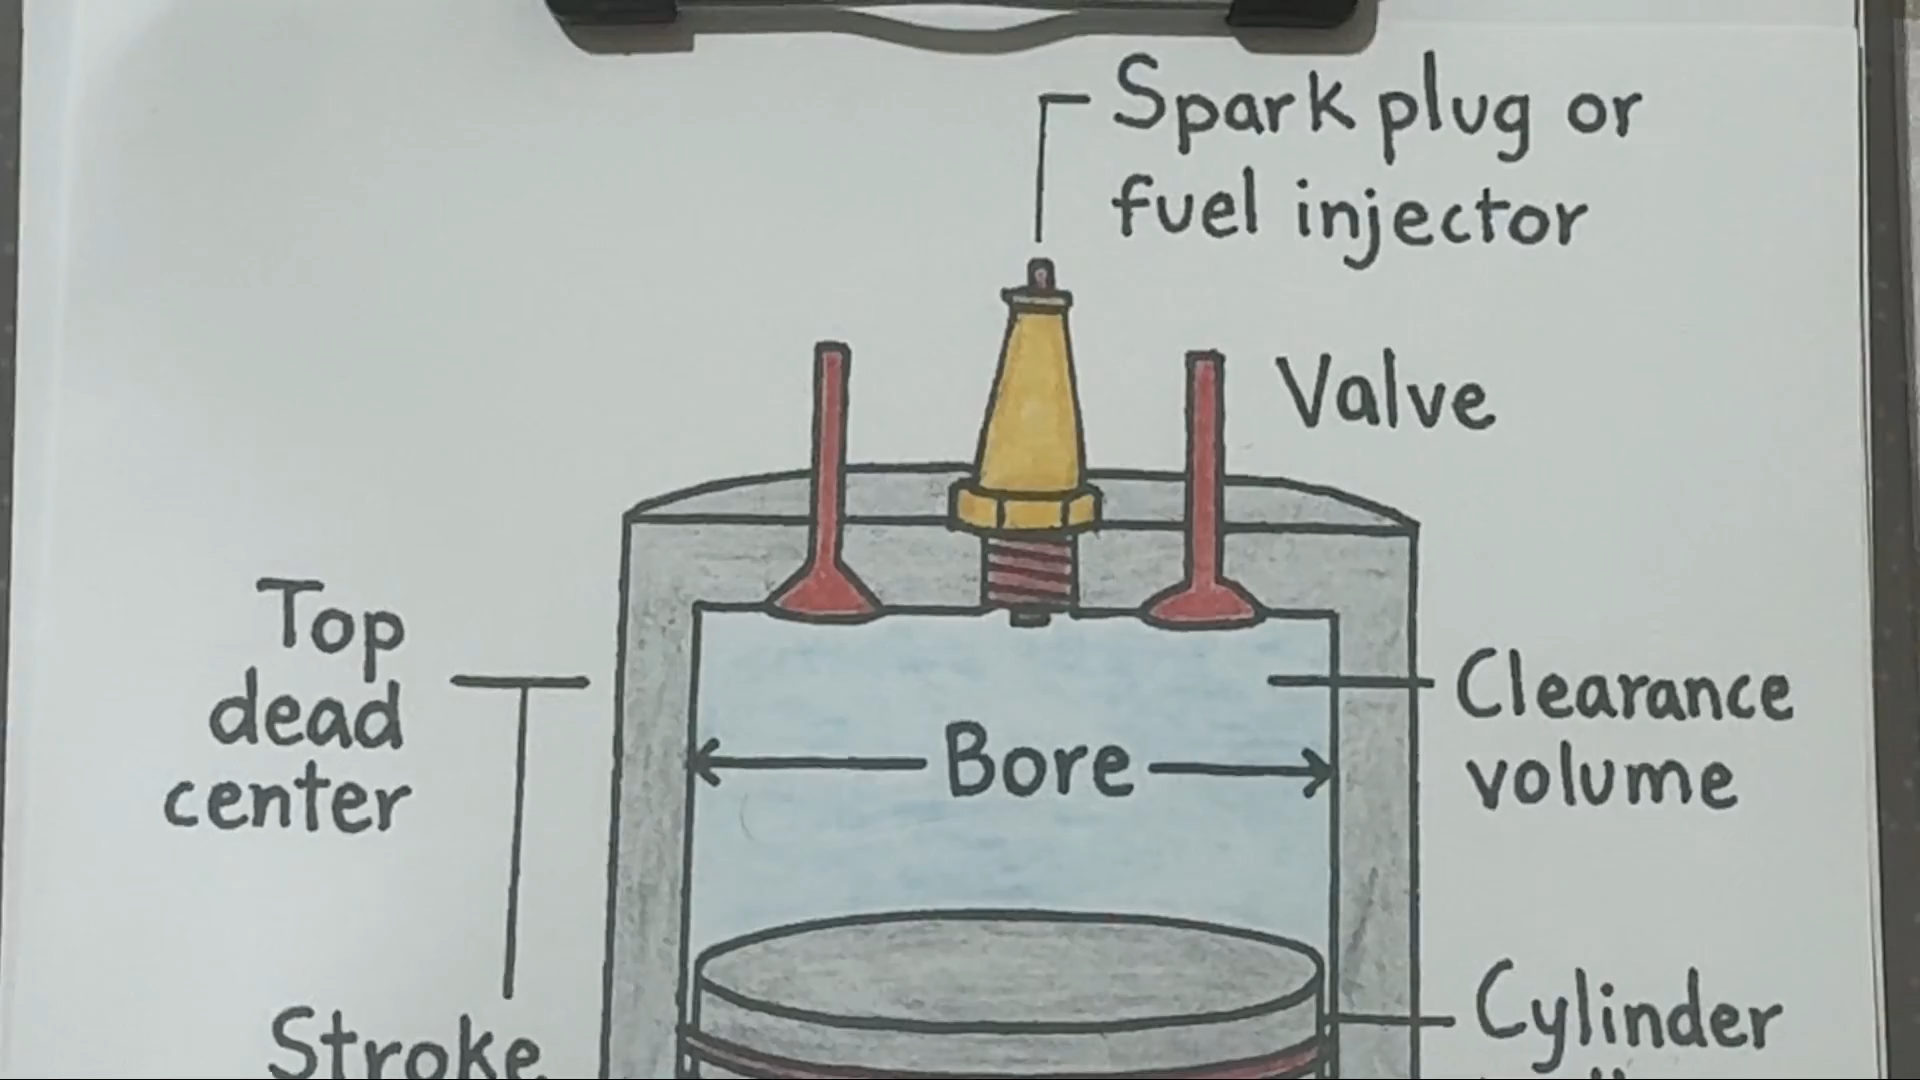 Spark plug or
fuel injector
Valve
Top
dead
center
Clearance
volume
Bore
Stroke
Cylinder